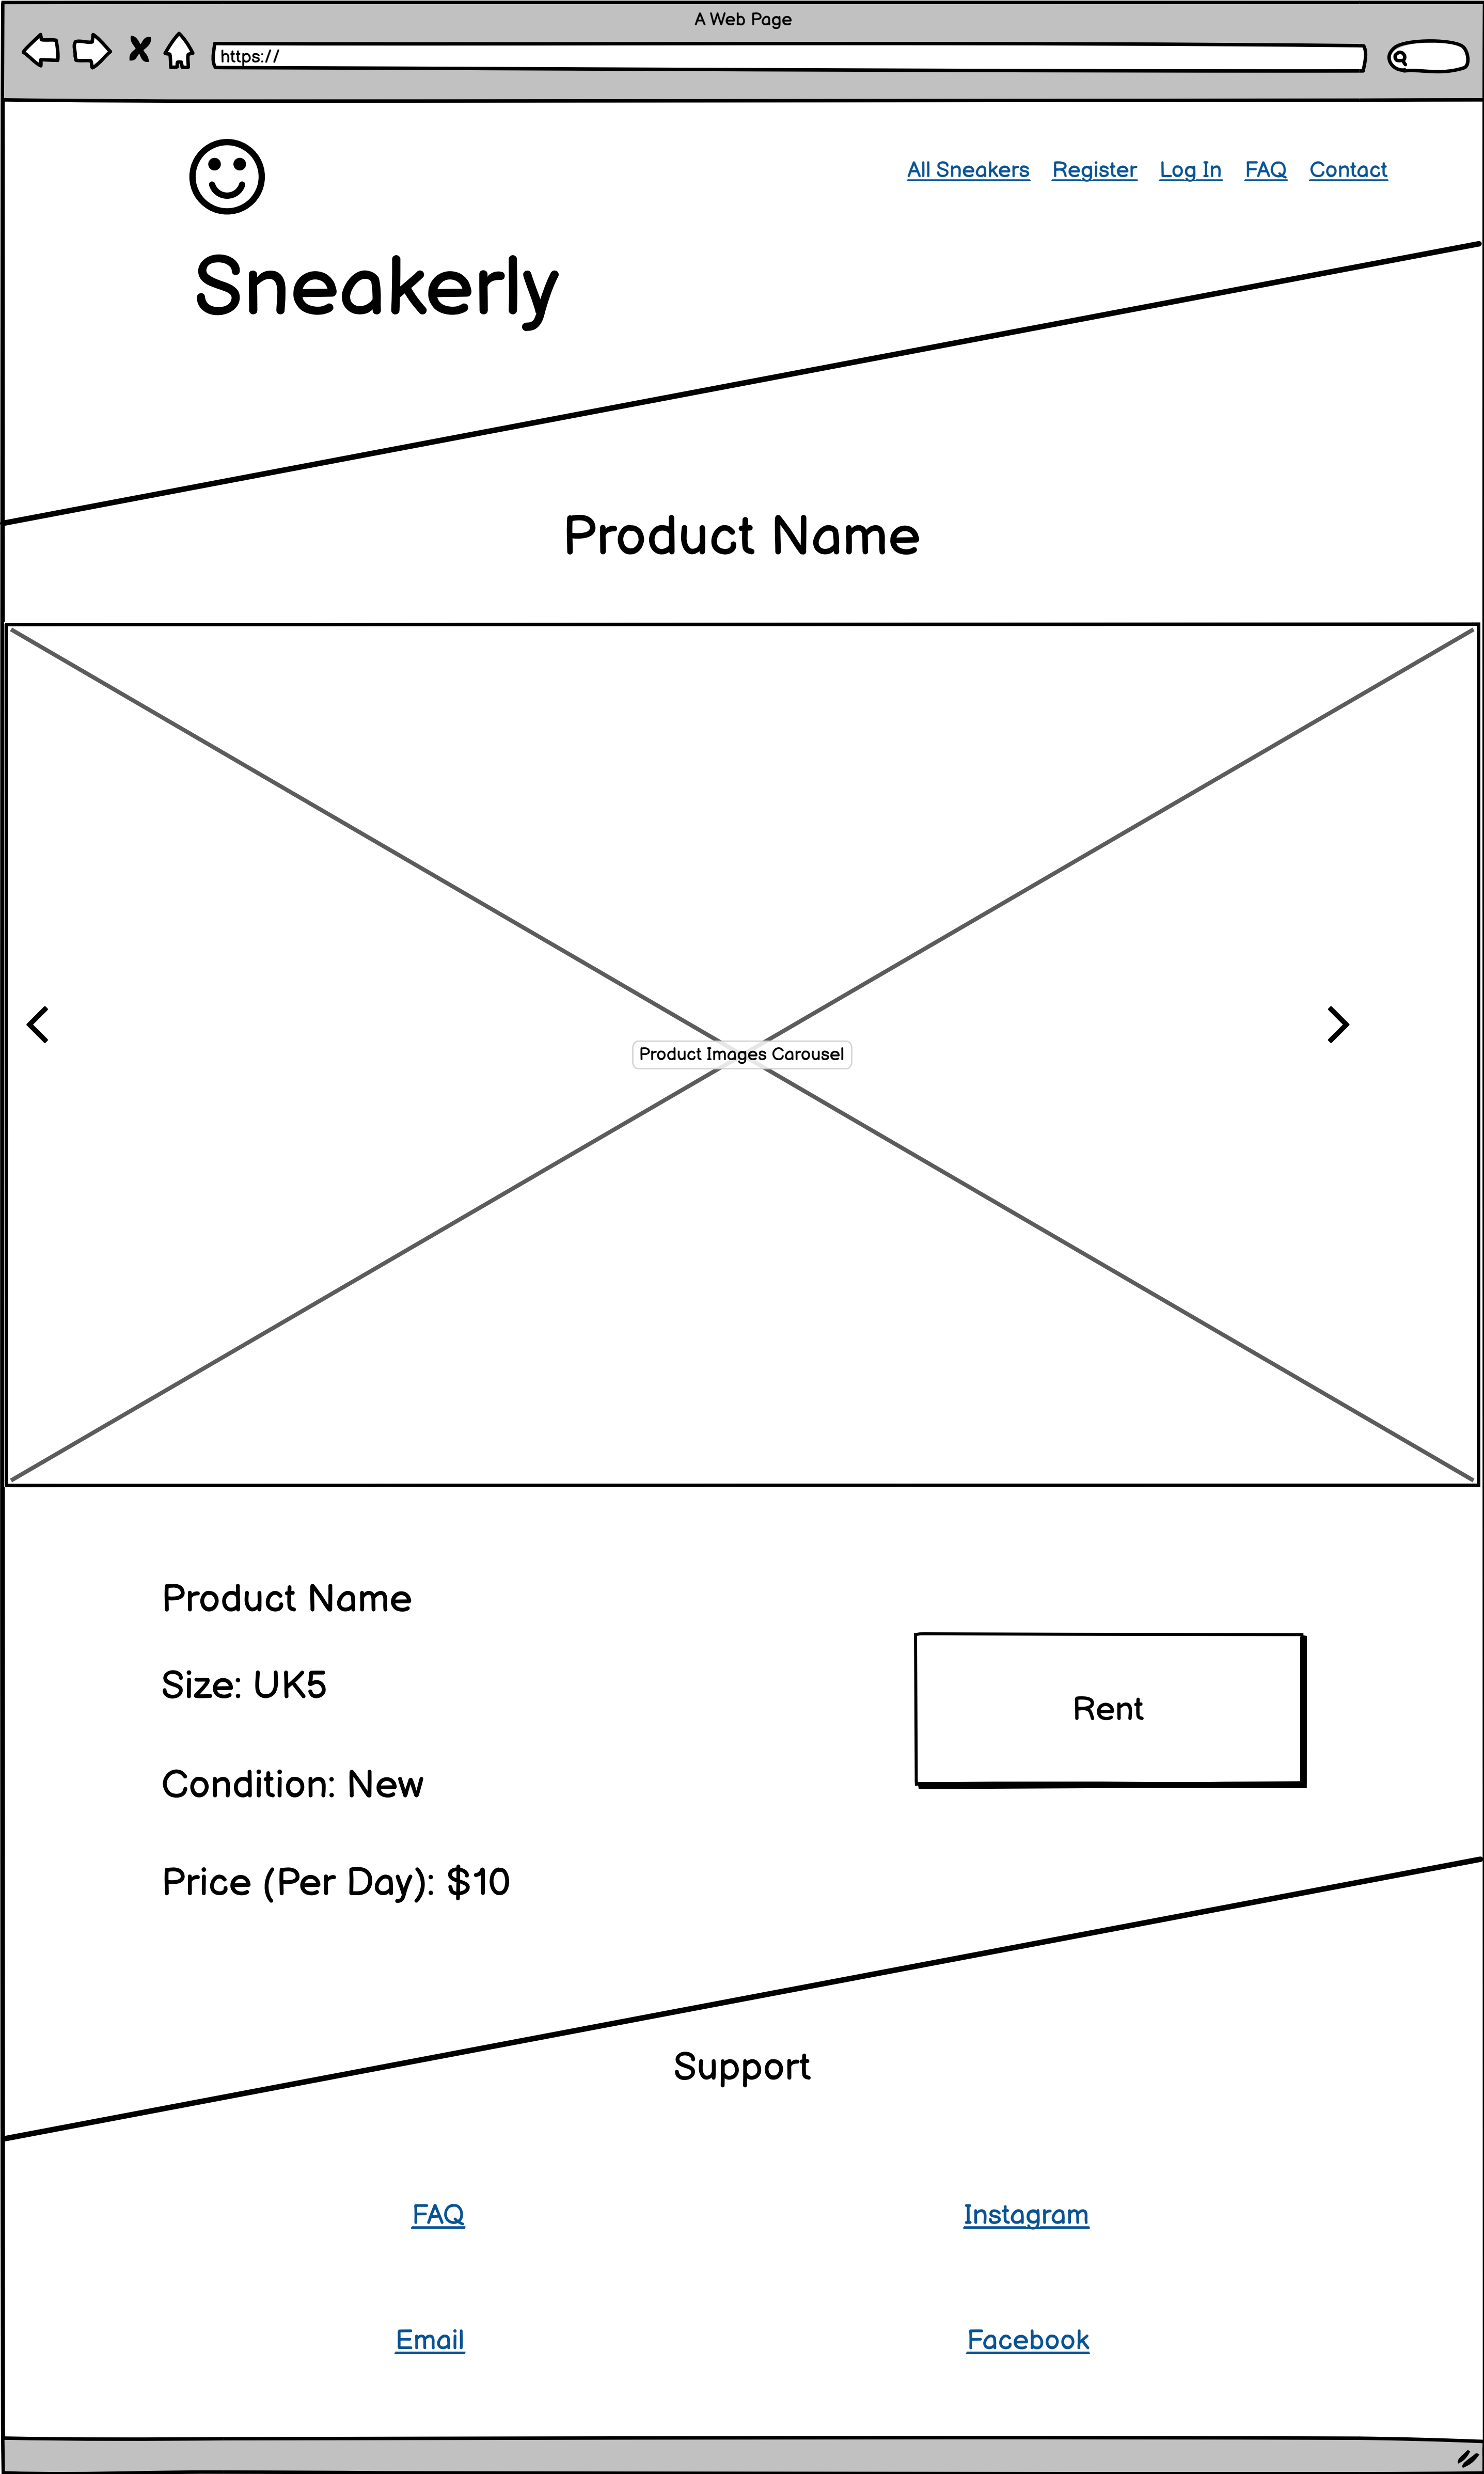 A Web Page
https://
All Sneakers Register Log In FAQ Contact
Sneakerly
Product Name
Product Images Carousel
Product Name
Size: UK5
Rent
Condition: New
Price (Per Day): $10
Support
FAQ Instagram
Email Facebook